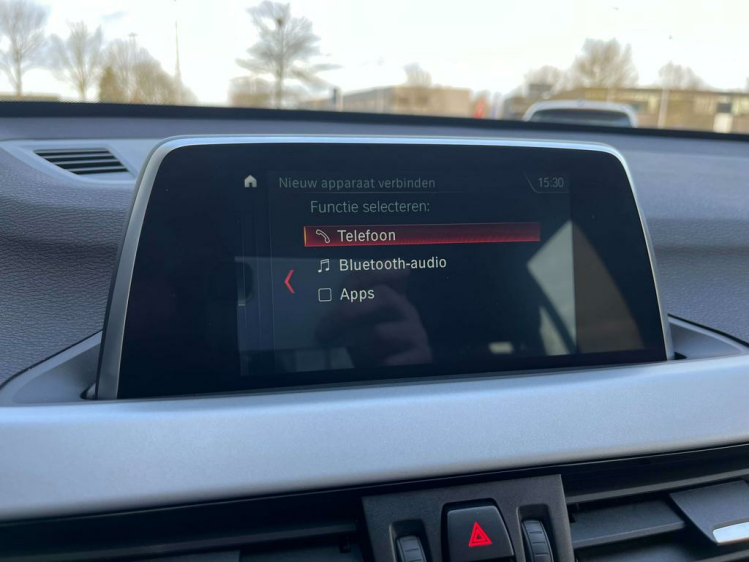 Nieuw apparaat verbinden
15:30
Functie selecteren:
Telefoon
Bluetooth-audio
Apps